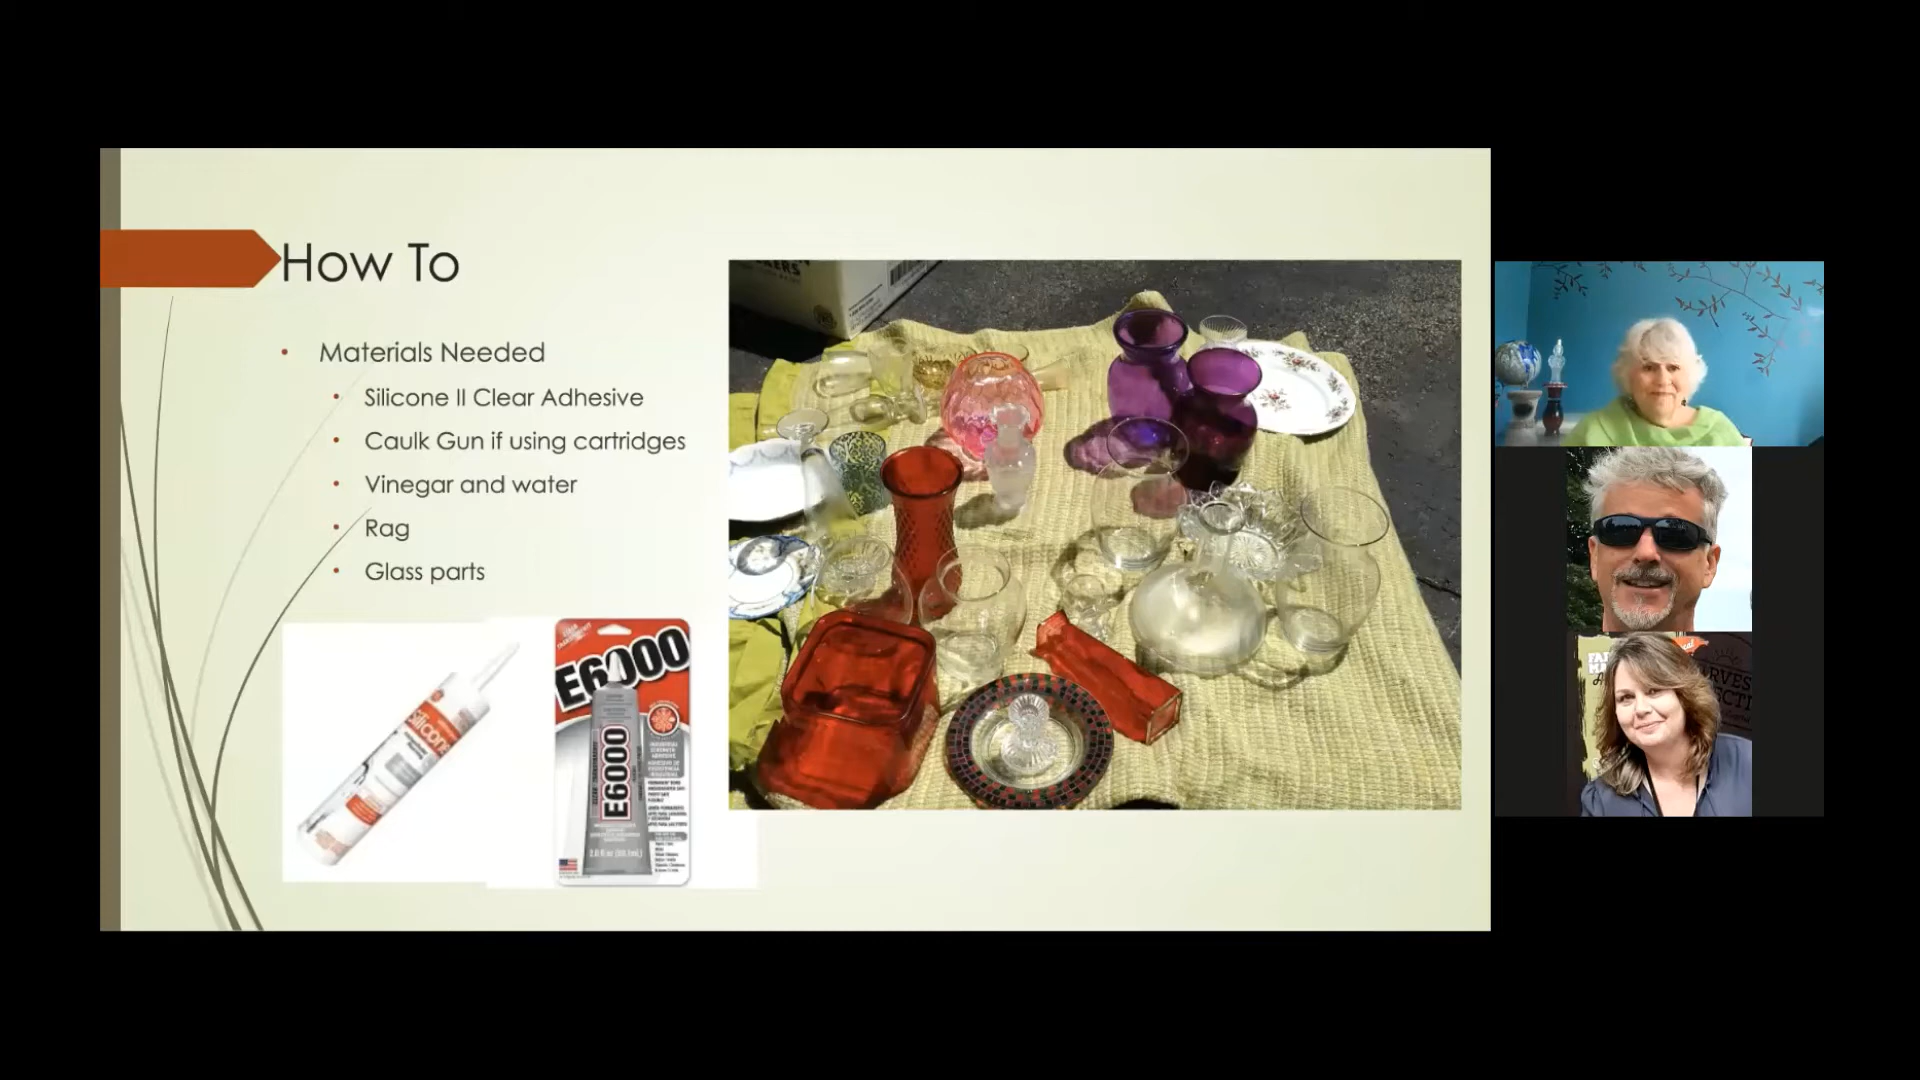 How To
Materials Needed
Silicone II Clear Adhesive
Caulk Gun if using cartridges
Vinegar and water
Rag
Glass parts
silicone
E6000
E6000